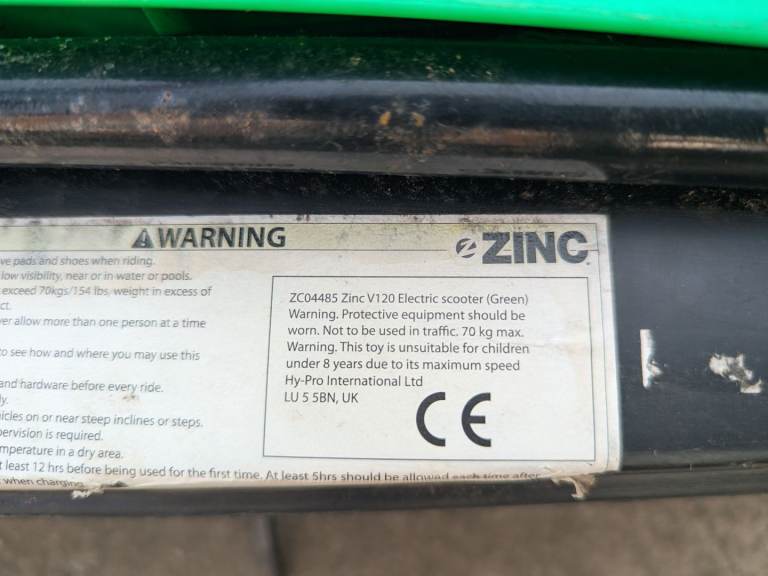 WARNING
ve pads and shoes when riding.
low visibility, near or in water or pools.
exceed 70kgs/154 lbs, weight in excess of
ct.
er allow more than one person at a time
to see how and where you may use this
and hardware before every ride.
y.
icles on or near steep inclines or steps.
ervision is required.
mperature in a dry area.
t least 12 hrs before being used for the first time. At least 5hrs should be allowed each time after
when charging
ZINC
ZC04485 Zinc V120 Electric scooter (Green)
Warning. Protective equipment should be
worn. Not to be used in traffic. 70 kg max.
Warning. This toy is unsuitable for children
under 8 years due to its maximum speed
Hy-Pro International Ltd
LU 5 5BN, UK
CE